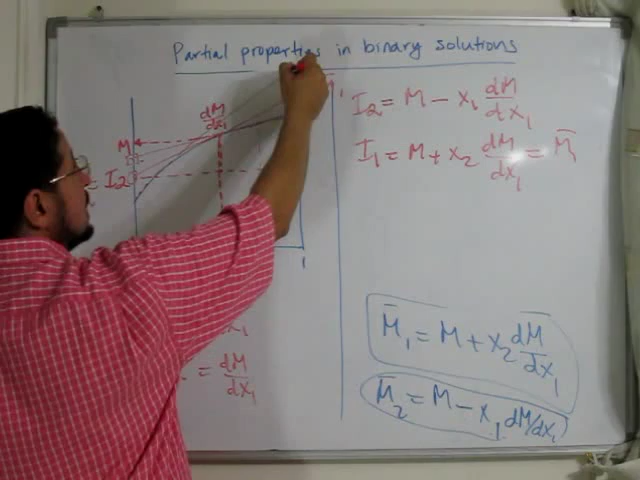 Partial properties in binary solutions
dM/dx₁
M
= I₂
1
x₁
= dM/dx₁
I₂ = M - x₁ dM/dx₁
I₁ = M + x₂ dM/dx₁ = M̄₁
M̄₁ = M + x₂ dM/dx₁
M̄₂ = M - x₁ dM/dx₁